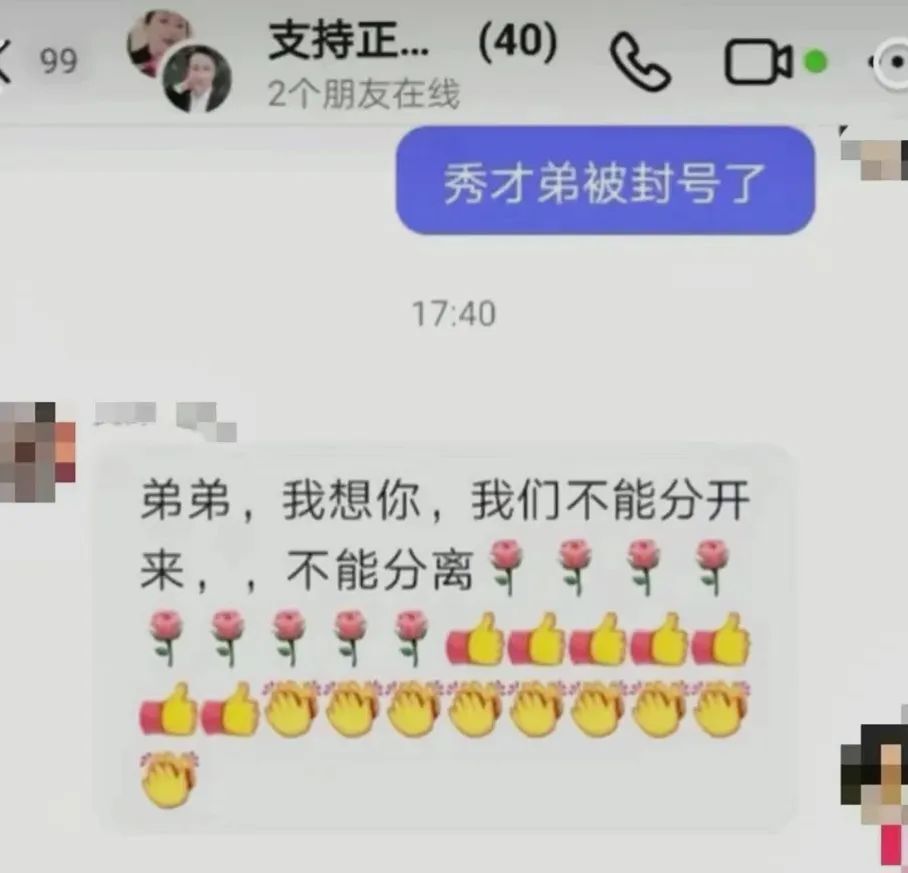 99
支持正... (40)
2个朋友在线
秀才弟被封号了
17:40
弟弟，我想你，我们不能分开
来，，不能分离🌹🌹🌹🌹
🌹🌹🌹🌹🌹👍👍👍👍👍
👍👍👏👏👏👏👏👏👏👏
👏